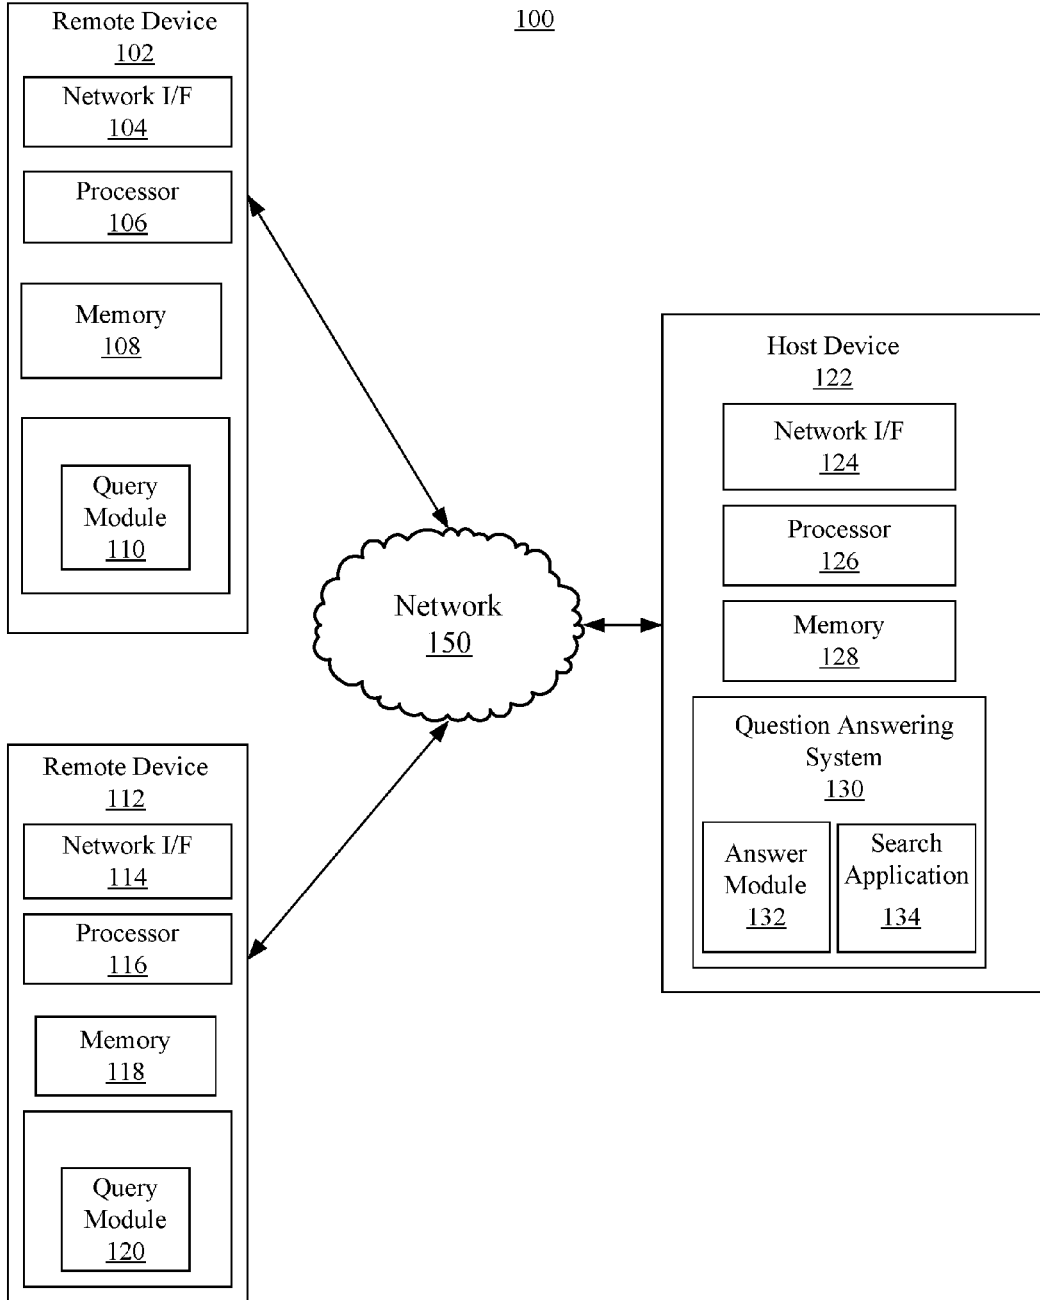 100
Remote Device
102
Network I/F
104
Processor
106
Memory
108
Query
Module
110
Network
150
Remote Device
112
Network I/F
114
Processor
116
Memory
118
Query
Module
120
Host Device
122
Network I/F
124
Processor
126
Memory
128
Question Answering
System
130
Answer
Module
132
Search
Application
134